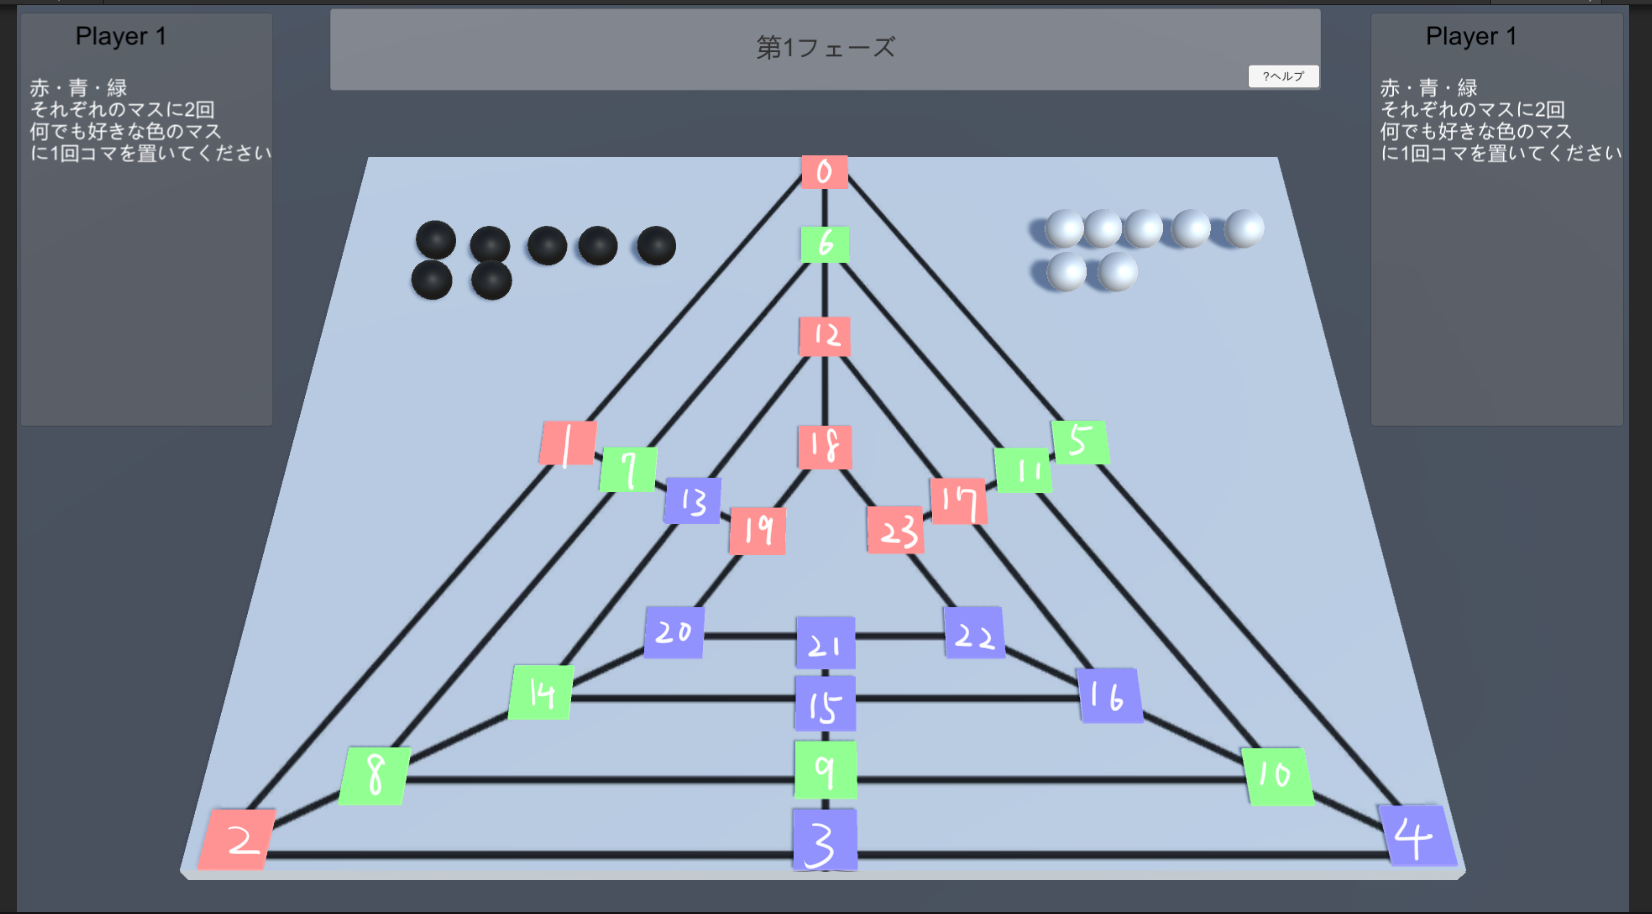 Player 1
赤・青・緑
それぞれのマスに2回
何でも好きな色のマス
に1回コマを置いてください
第1フェーズ
?ヘルプ
Player 1
赤・青・緑
それぞれのマスに2回
何でも好きな色のマス
に1回コマを置いてください
0
6
12
1
7
13
19
18
23
17
11
5
20
21
22
14
15
16
8
9
10
2
3
4